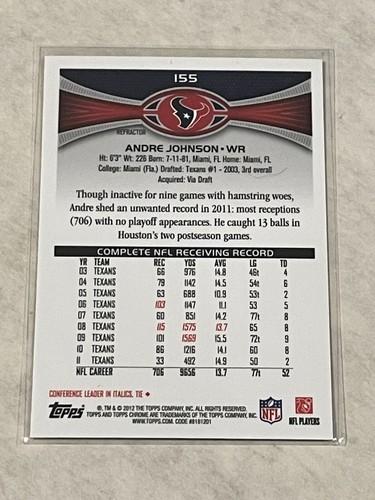 155
REFRACTOR
ANDRE JOHNSON • WR
Ht: 6'3" Wt: 226 Born: 7-11-81, Miami, FL Home: Miami, FL
College: Miami (Fla.) Drafted: Texans #1 - 2003, 3rd overall
Acquired: Via Draft
Though inactive for nine games with hamstring woes,
Andre shed an unwanted record in 2011: most receptions
(706) with no playoff appearances. He caught 13 balls in
Houston's two postseason games.
COMPLETE NFL RECEIVING RECORD
YR TEAM REC YDS AVG LG TD
03 TEXANS 66 976 14.8 46t 4
04 TEXANS 79 1142 14.5 54t 6
05 TEXANS 63 688 10.9 53t 2
06 TEXANS 103 1147 11.1 53 5
07 TEXANS 60 851 14.2 77t 8
08 TEXANS 115 1575 13.7 65 8
09 TEXANS 101 1569 15.5 72t 9
10 TEXANS 86 1216 14.1 60 8
11 TEXANS 33 492 14.9 50 2
NFL CAREER 706 9656 13.7 77t 52
CONFERENCE LEADER IN ITALICS, TIE ♦
Topps
®, TM & © 2012 THE TOPPS COMPANY, INC. ALL RIGHTS RESERVED.
TOPPS AND TOPPS CHROME ARE TRADEMARKS OF THE TOPPS COMPANY, INC.
WWW.TOPPS.COM. CODE #8191201
NFL
NFL PLAYERS